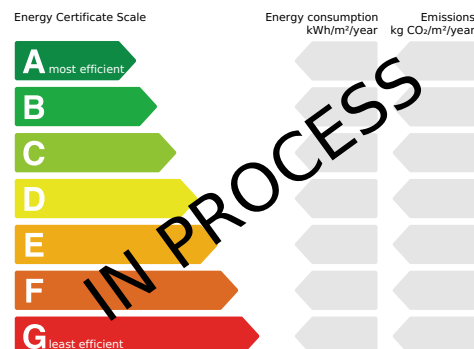 Energy Certificate Scale
Energy consumption
kWh/m²/year
Emissions
kg CO₂/m²/year
A most efficient
B
C
D
E
F
G least efficient
IN PROCESS